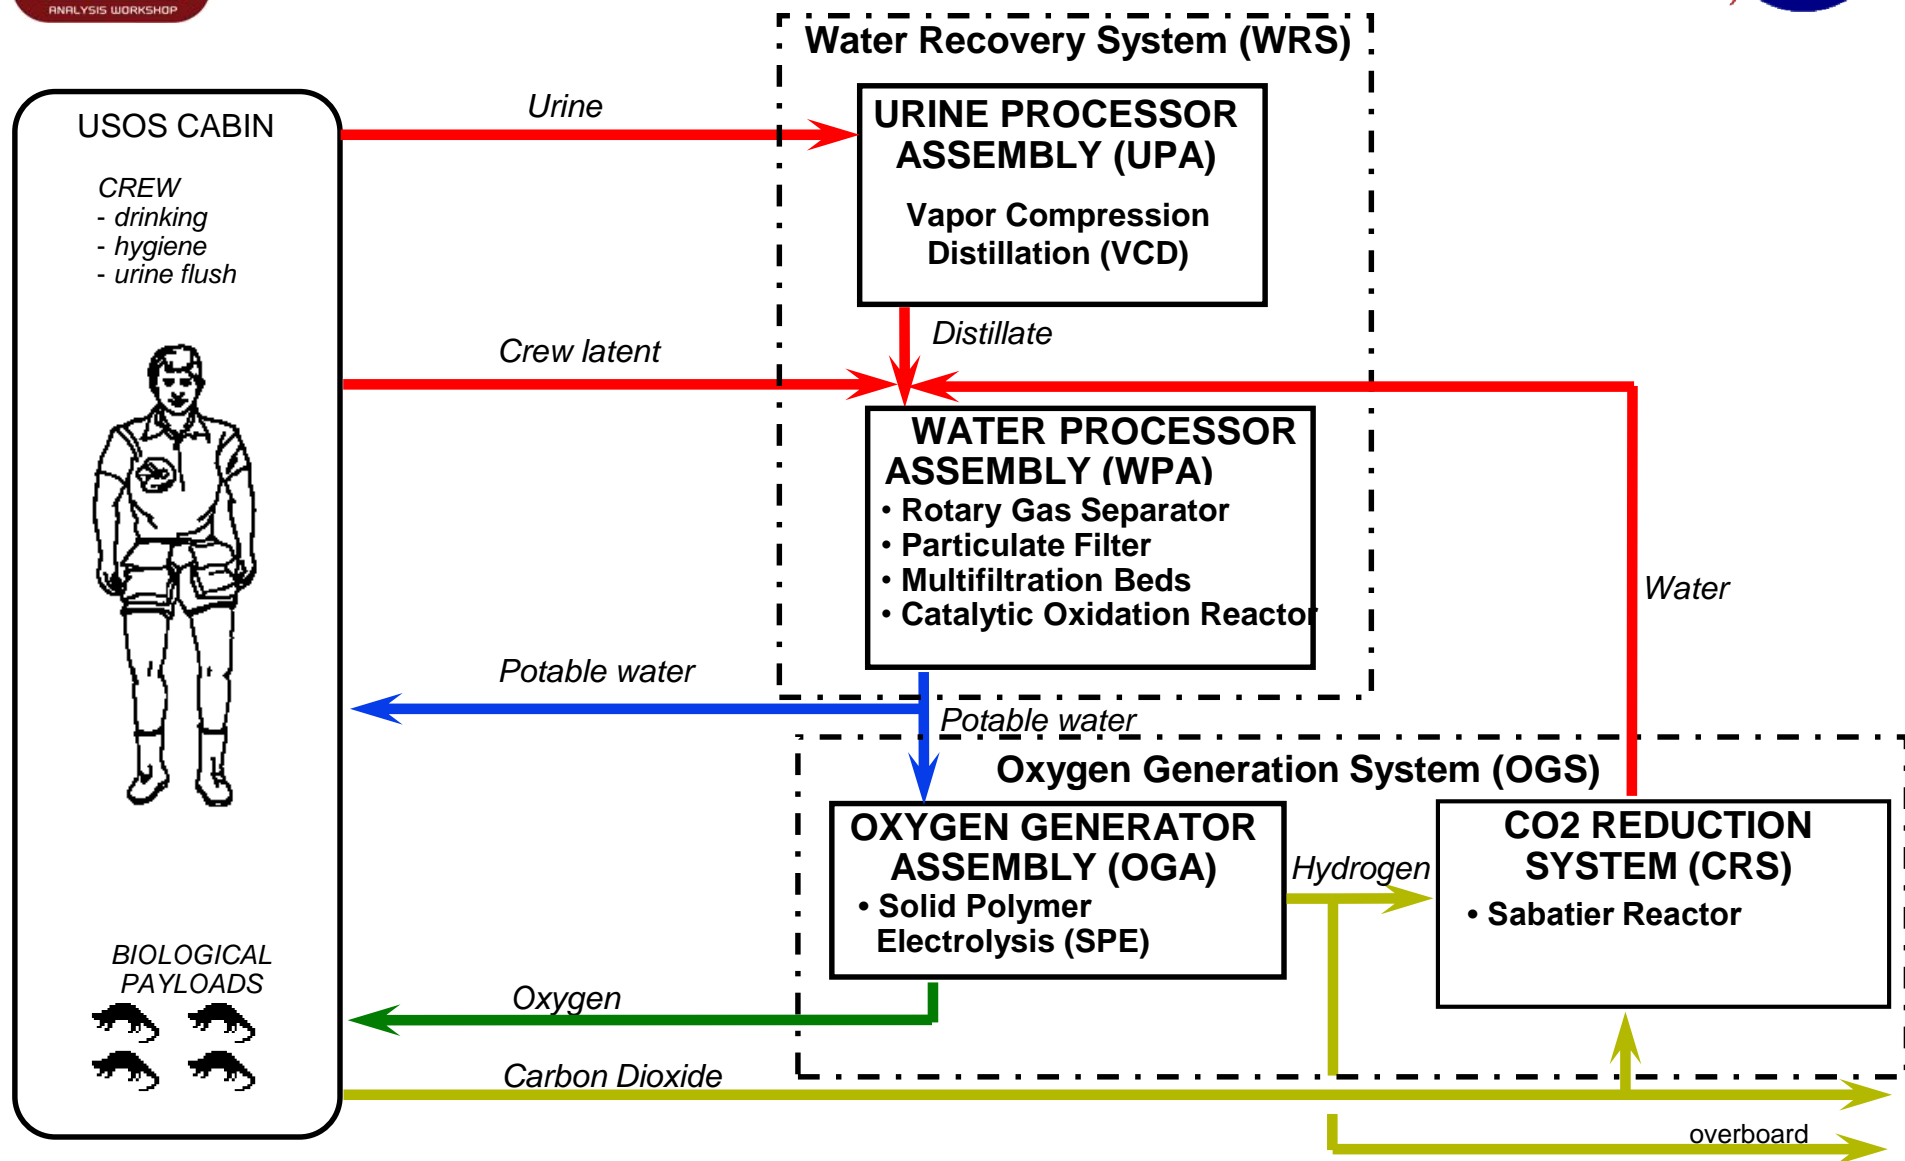 ANALYSIS WORKSHOP
Water Recovery System (WRS)
USOS CABIN
CREW
- drinking
- hygiene
- urine flush
Urine
URINE PROCESSOR
ASSEMBLY (UPA)
Vapor Compression
Distillation (VCD)
Distillate
Crew latent
WATER PROCESSOR
ASSEMBLY (WPA)
• Rotary Gas Separator
• Particulate Filter
• Multifiltration Beds
• Catalytic Oxidation Reactor
Water
Potable water
Potable water
Oxygen Generation System (OGS)
OXYGEN GENERATOR
ASSEMBLY (OGA)
• Solid Polymer
Electrolysis (SPE)
Hydrogen
CO2 REDUCTION
SYSTEM (CRS)
• Sabatier Reactor
BIOLOGICAL
PAYLOADS
Oxygen
Carbon Dioxide
overboard